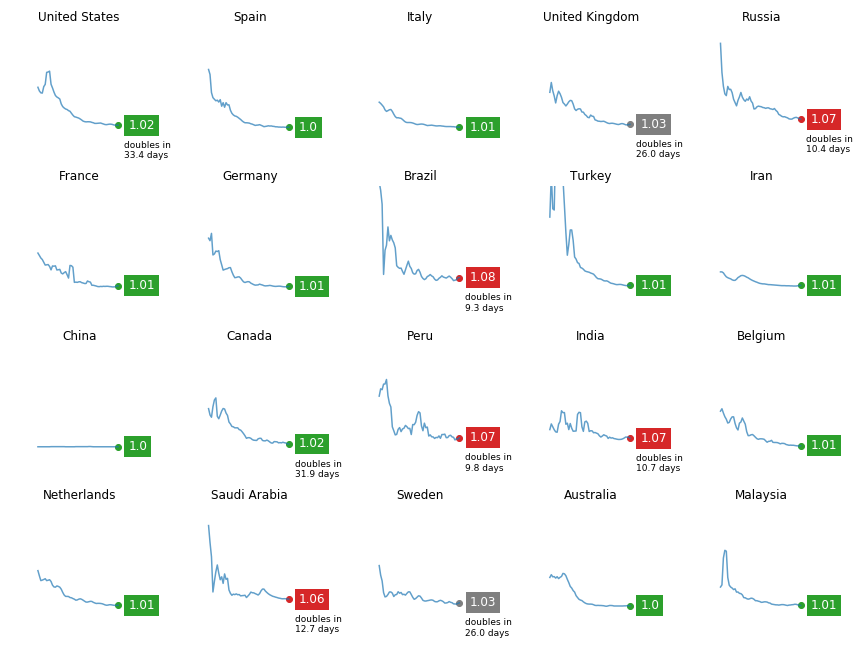 United States
Spain
Italy
United Kingdom
Russia
1.02
doubles in
33.4 days
1.0
1.01
1.03
doubles in
26.0 days
1.07
doubles in
10.4 days
France
Germany
Brazil
Turkey
Iran
1.01
1.01
1.08
doubles in
9.3 days
1.01
1.01
China
Canada
Peru
India
Belgium
1.0
1.02
doubles in
31.9 days
1.07
doubles in
9.8 days
1.07
doubles in
10.7 days
1.01
Netherlands
Saudi Arabia
Sweden
Australia
Malaysia
1.01
1.06
doubles in
12.7 days
1.03
doubles in
26.0 days
1.0
1.01